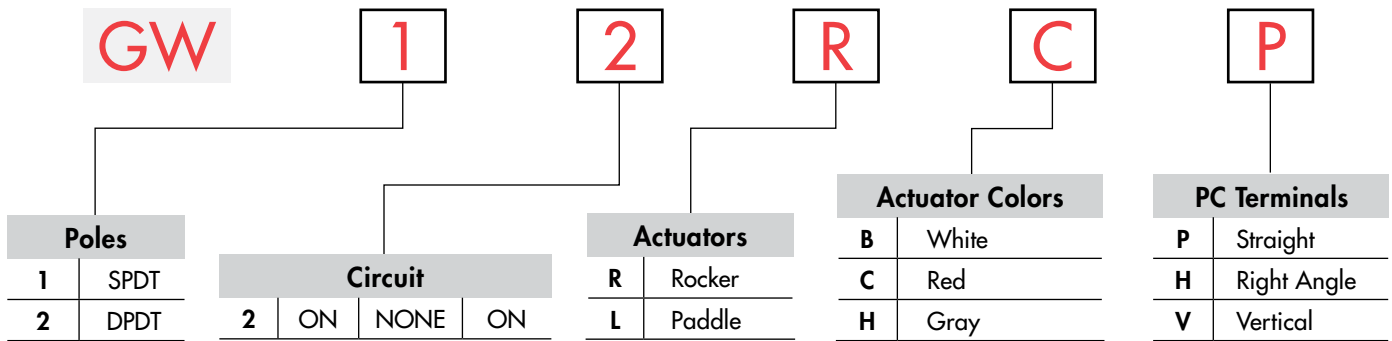 GW 1 2 R C P
Poles
1 SPDT
2 DPDT
Circuit
2 ON NONE ON
Actuators
R Rocker
L Paddle
Actuator Colors
B White
C Red
H Gray
PC Terminals
P Straight
H Right Angle
V Vertical